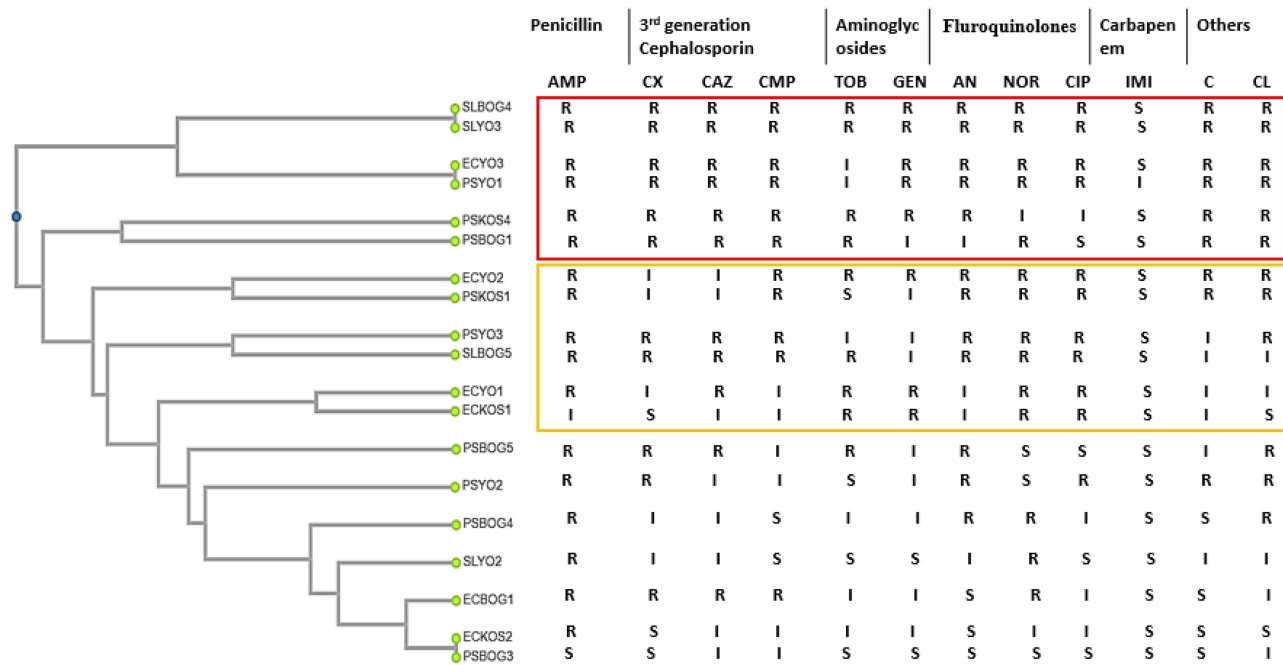 Penicillin 3rd generation Cephalosporin Aminoglyc osides Fluroquinolones Carbapen em Others
AMP CX CAZ CMP TOB GEN AN NOR CIP IMI C CL
SLBOG4 R R R R R R R R R S R R
SLYO3 R R R R R R R R R S R R
ECYO3 R R R R I R R R R S R R
PSYO1 R R R R I R R R R I R R
PSKOS4 R R R R R R R I I S R R
PSBOG1 R R R R R I I R S S R R
ECYO2 R I I R R R R R R S R R
PSKOS1 R I I R S I R R R S R R
PSYO3 R R R R I I R R R S I R
SLBOG5 R R R R R I R R R S I I
ECYO1 R I R I R R I R R S I I
ECKOS1 I S I I R R I R R S I S
PSBOG5 R R R I R I R S S S I R
PSYO2 R R I I S I R S R S R R
PSBOG4 R I I S I I R R I S S R
SLYO2 R I I S S S I R S S I I
ECBOG1 R R R R I I S R I S S I
ECKOS2 R S I I I I S I I S S S
PSBOG3 S S I I S S S S S S S I